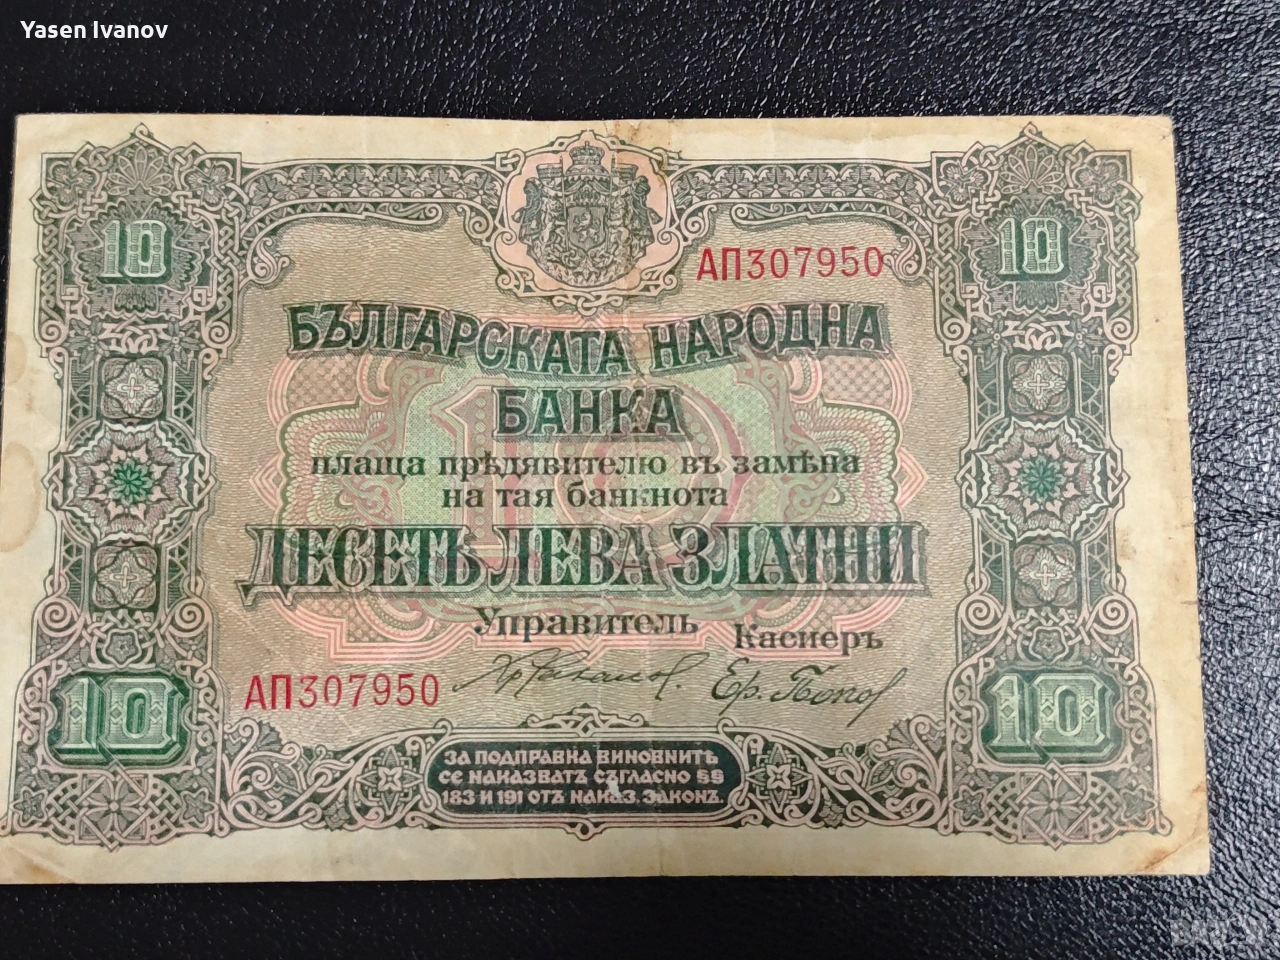 Yasen Ivanov
10
10
АП307950
БЪЛГАРСКАТА НАРОДНА
БАНКА
плаща прѣдявителю въ замѣна
на тая банкнота
ДЕСЕТЬ ЛЕВА ЗЛАТНИ
Управитель
Касиеръ
АП307950
10
10
ЗА ПОДПРАВКА ВИНОВНИТѢ
СЕ НАКАЗВАТЪ СЪГЛАСНО §§
183 И 191 ОТЪ НАКАЗ. ЗАКОНЪ.